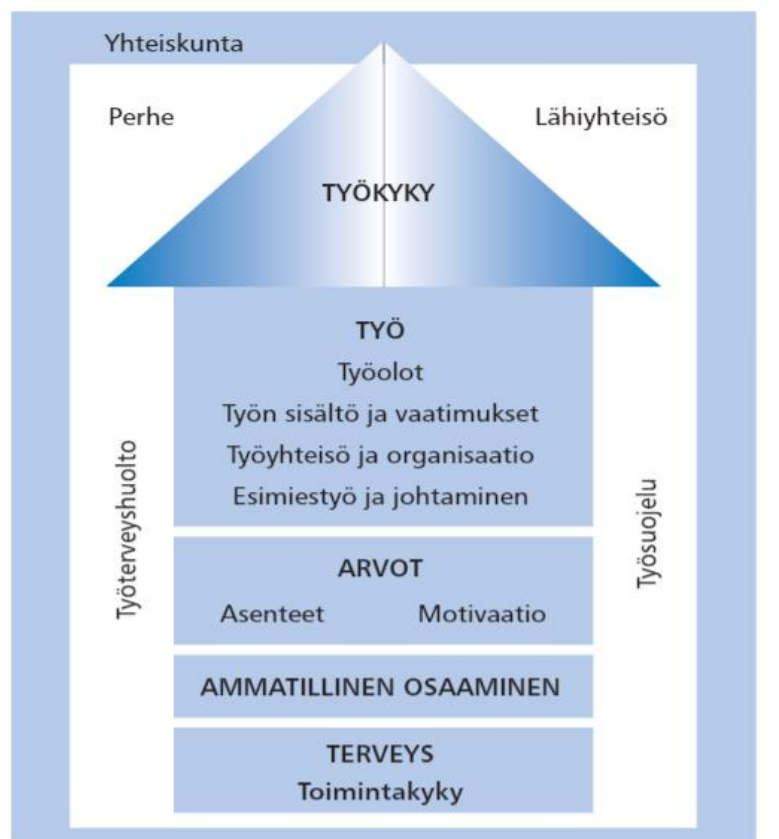 Yhteiskunta
Perhe
Lähiyhteisö
TYÖKYKY
TYÖ
Työolot
Työn sisältö ja vaatimukset
Työyhteisö ja organisaatio
Esimiestyö ja johtaminen
Työterveyshuolto
Työsuojelu
ARVOT
Asenteet Motivaatio
AMMATILLINEN OSAAMINEN
TERVEYS
Toimintakyky